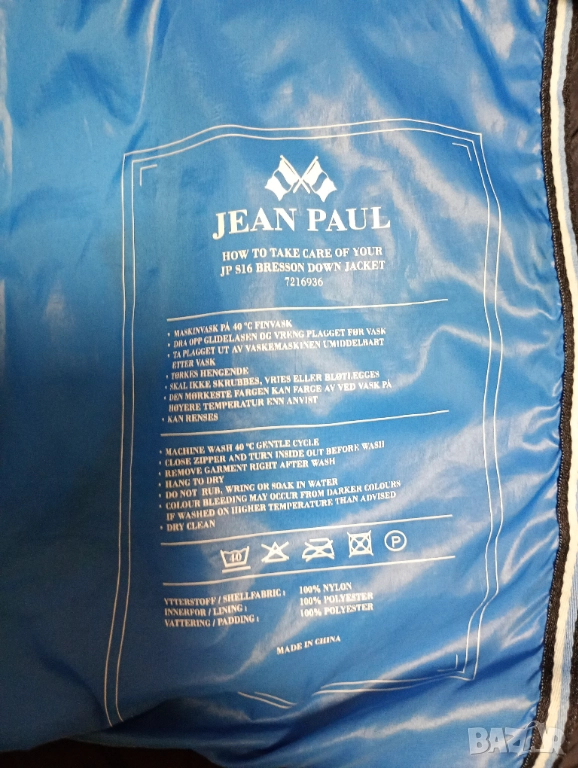 JEAN PAUL
HOW TO TAKE CARE OF YOUR
JP S16 BRESSON DOWN JACKET
7216936
• MASKINVASK PÅ 40 °C FINVASK
• DRA OPP GLIDELÅSEN OG VRENG PLAGGET FØR VASK
• TA PLAGGET UT AV VASKEMASKINEN UMIDDELBART
ETTER VASK
• TØRKES HENGENDE
• SKAL IKKE SKRUBBES, VRIES ELLER BLØTLEGGES
• DEN MØRKESTE FARGEN KAN FARGE AV VED VASK PÅ
HØYERE TEMPERATUR ENN ANVIST
• KAN RENSES
• MACHINE WASH 40 °C GENTLE CYCLE
• CLOSE ZIPPER AND TURN INSIDE OUT BEFORE WASH
• REMOVE GARMENT RIGHT AFTER WASH
• HANG TO DRY
• DO NOT RUB, WRING OR SOAK IN WATER
• COLOUR BLEEDING MAY OCCUR FROM DARKER COLOURS
IF WASHED ON HIGHER TEMPERATURE THAN ADVISED
• DRY CLEAN
40 P
YTTERSTOFF / SHELLFABRIC : 100% NYLON
INNERFOR / LINING : 100% POLYESTER
VATTERING / PADDING : 100% POLYESTER
MADE IN CHINA
BAZAR